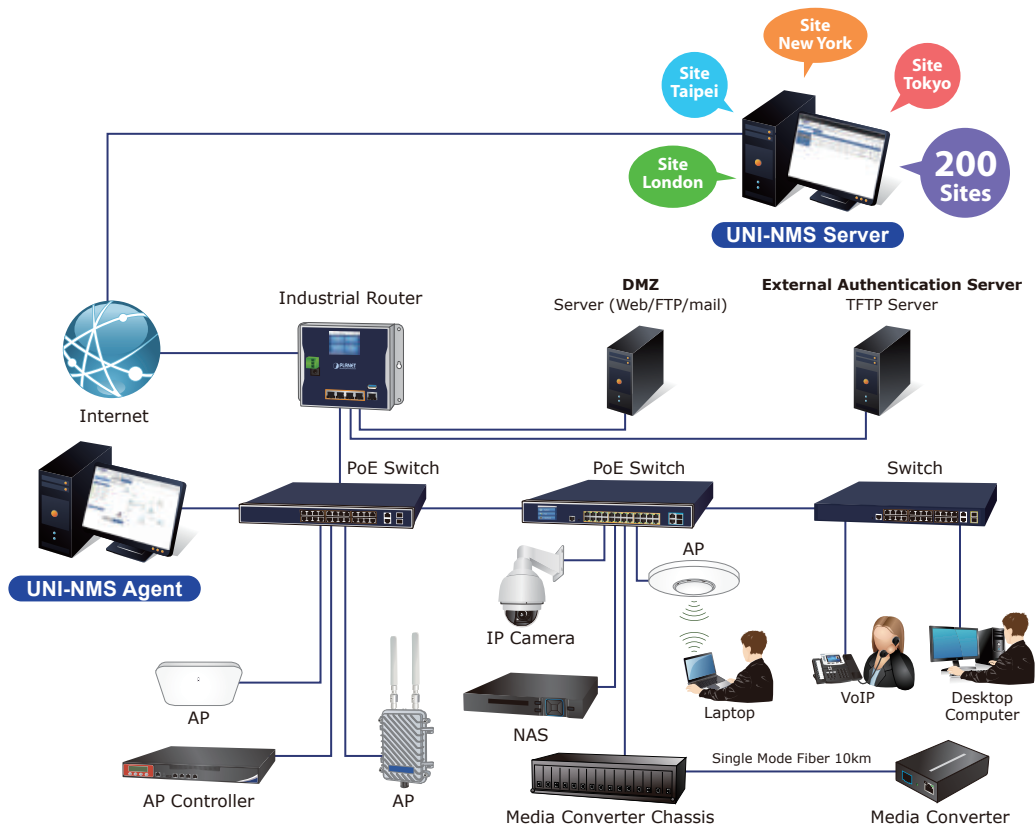 Site
New York
Site
Taipei
Site
Tokyo
Site
London
200
Sites
UNI-NMS Server
Industrial Router
DMZ
Server (Web/FTP/mail)
External Authentication Server
TFTP Server
PLANET
Internet
PoE Switch
PoE Switch
Switch
UNI-NMS Agent
AP
IP Camera
AP
NAS
Laptop
VoIP
Desktop
Computer
AP Controller
AP
Single Mode Fiber 10km
Media Converter Chassis
Media Converter